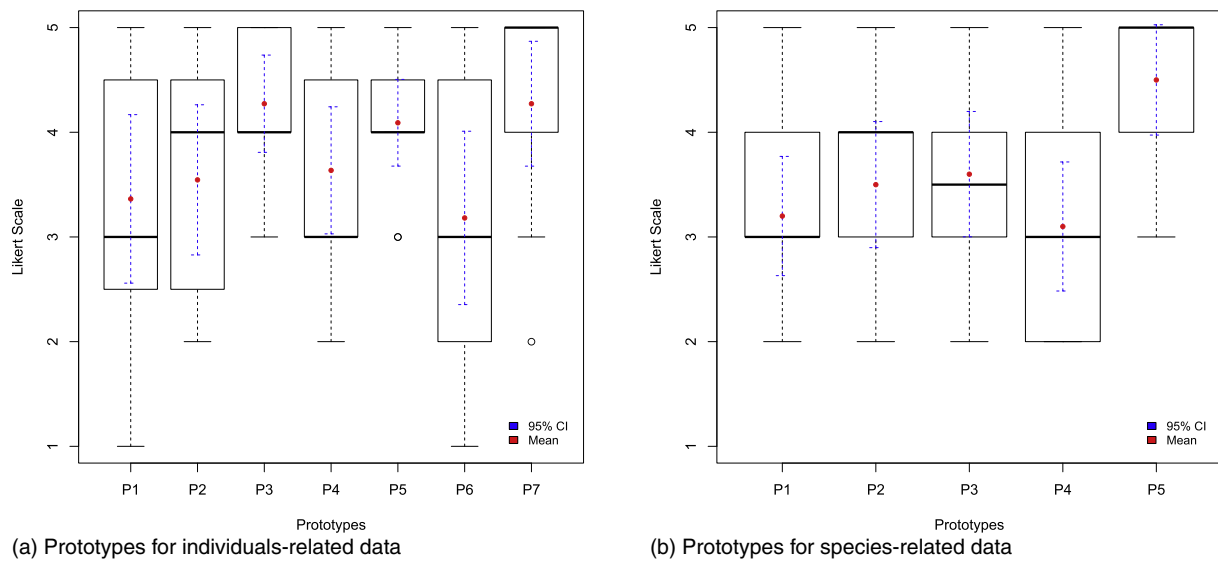 5
4
3
2
1
Likert Scale
95% CI
Mean
P1 P2 P3 P4 P5 P6 P7
Prototypes
(a) Prototypes for individuals-related data
5
4
3
2
1
Likert Scale
95% CI
Mean
P1 P2 P3 P4 P5
Prototypes
(b) Prototypes for species-related data